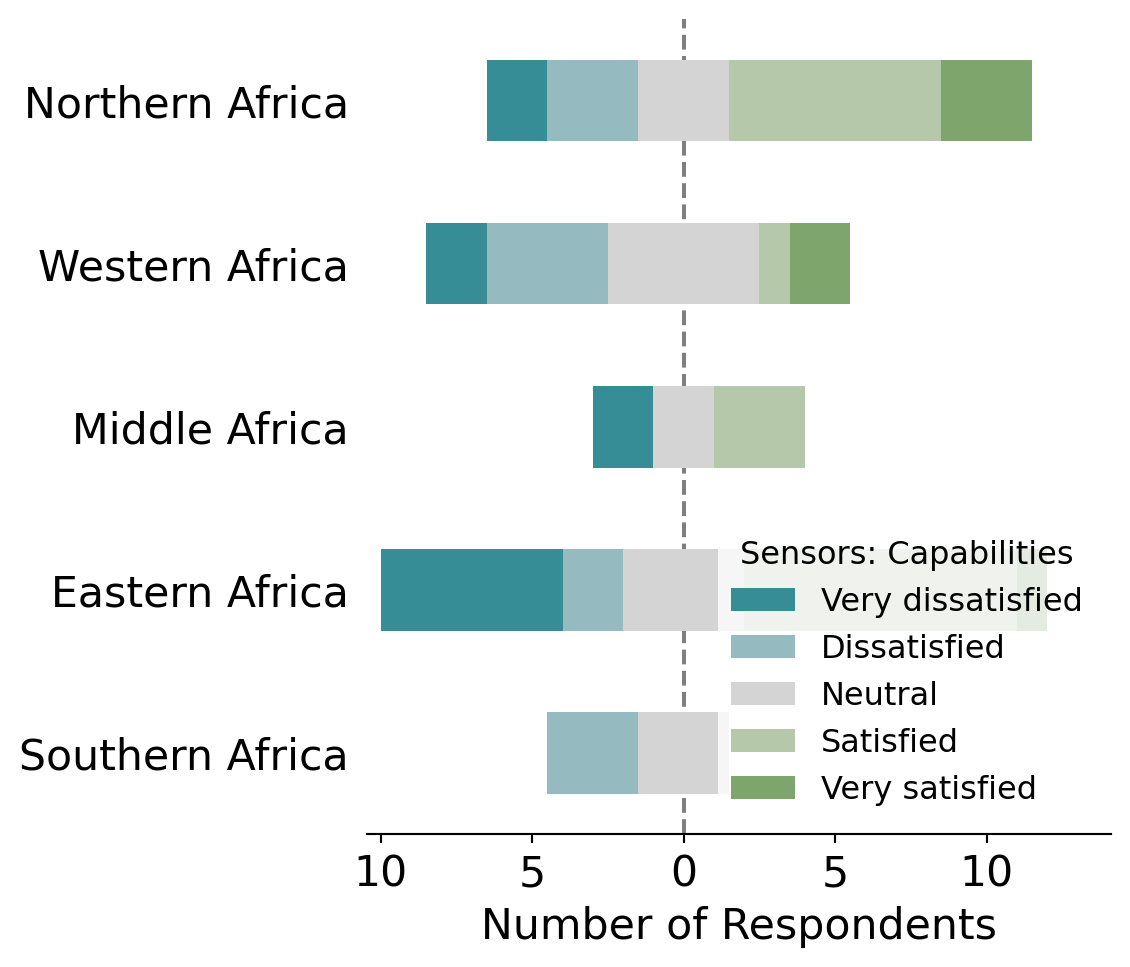 Northern Africa
Western Africa
Middle Africa
Eastern Africa
Southern Africa
Sensors: Capabilities
Very dissatisfied
Dissatisfied
Neutral
Satisfied
Very satisfied
10 5 0 5 10
Number of Respondents